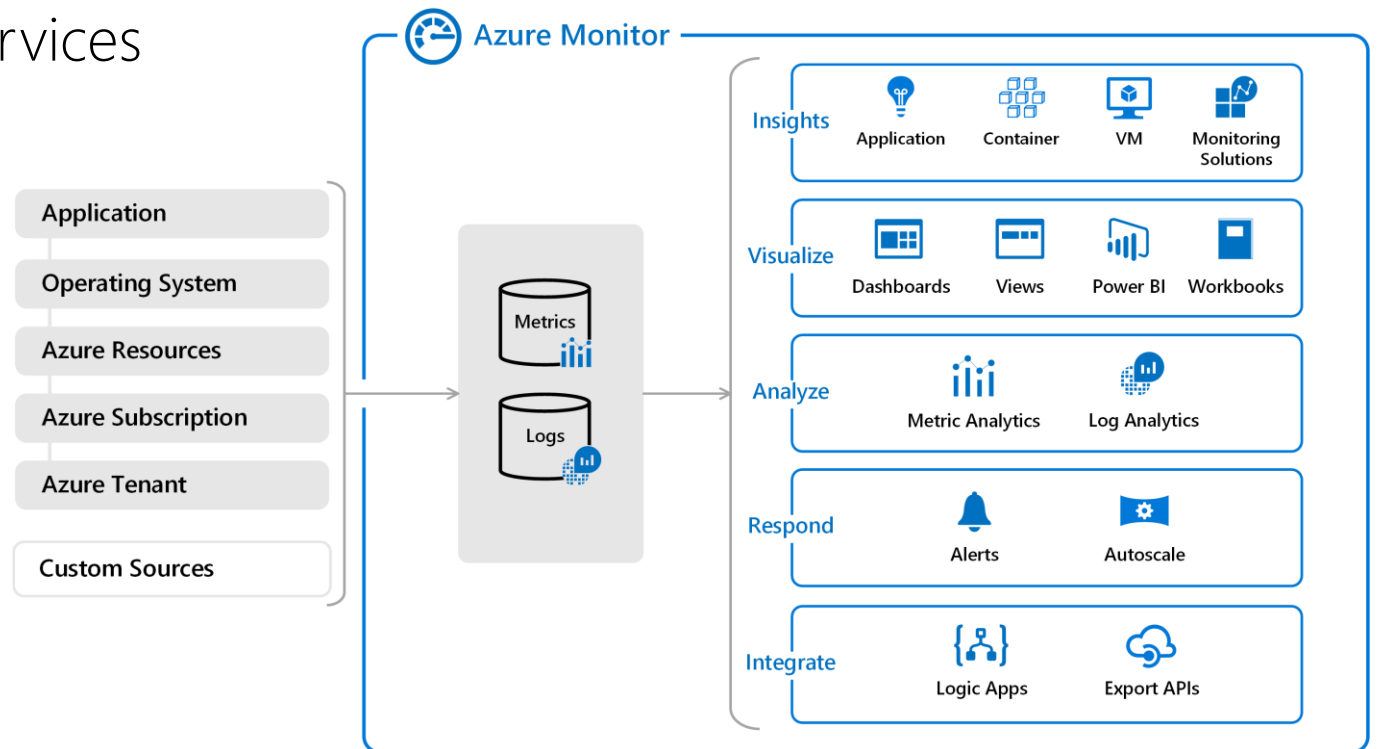 rvices
Azure Monitor
Application
Operating System
Azure Resources
Azure Subscription
Azure Tenant
Custom Sources
Metrics
Logs
Insights
Application
Container
VM
Monitoring
Solutions
Visualize
Dashboards
Views
Power BI
Workbooks
Analyze
Metric Analytics
Log Analytics
Respond
Alerts
Autoscale
Integrate
Logic Apps
Export APIs